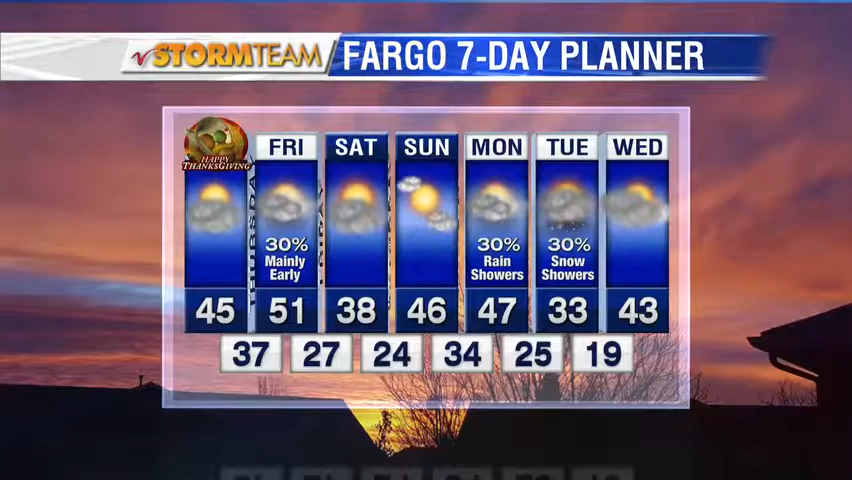 STORMTEAM
FARGO 7-DAY PLANNER
HAPPY
THANKSGIVING
FRI
SAT
SUN
MON
TUE
WED
30%
Mainly
Early
30%
Rain
Showers
30%
Snow
Showers
45
51
38
46
47
33
43
37
27
24
34
25
19